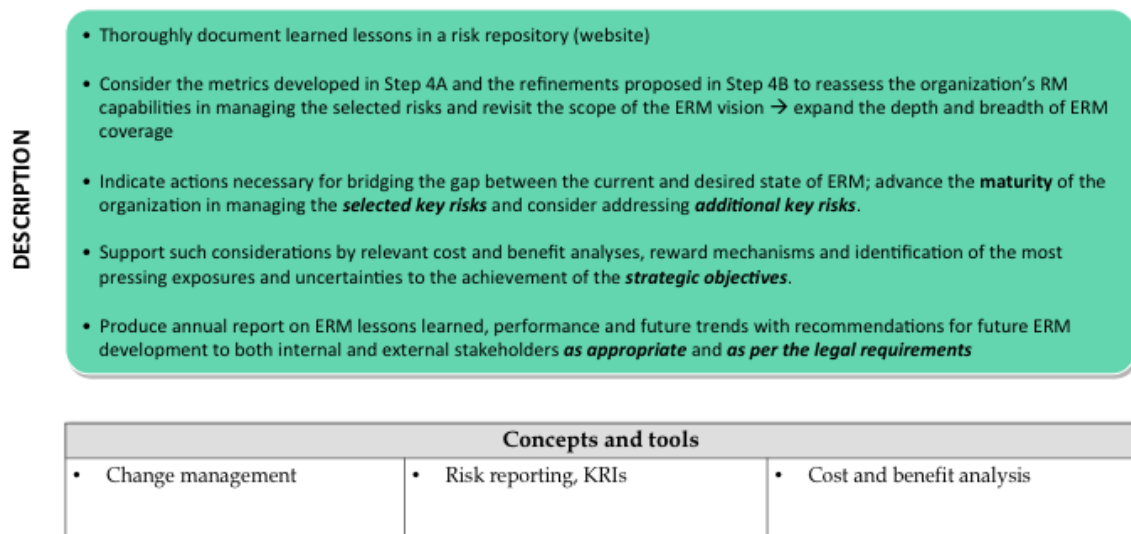 DESCRIPTION
• Thoroughly document learned lessons in a risk repository (website)
• Consider the metrics developed in Step 4A and the refinements proposed in Step 4B to reassess the organization's RM
capabilities in managing the selected risks and revisit the scope of the ERM vision → expand the depth and breadth of ERM
coverage
• Indicate actions necessary for bridging the gap between the current and desired state of ERM; advance the maturity of the
organization in managing the selected key risks and consider addressing additional key risks.
• Support such considerations by relevant cost and benefit analyses, reward mechanisms and identification of the most
pressing exposures and uncertainties to the achievement of the strategic objectives.
• Produce annual report on ERM lessons learned, performance and future trends with recommendations for future ERM
development to both internal and external stakeholders as appropriate and as per the legal requirements
Concepts and tools
• Change management
• Risk reporting, KRIs
• Cost and benefit analysis